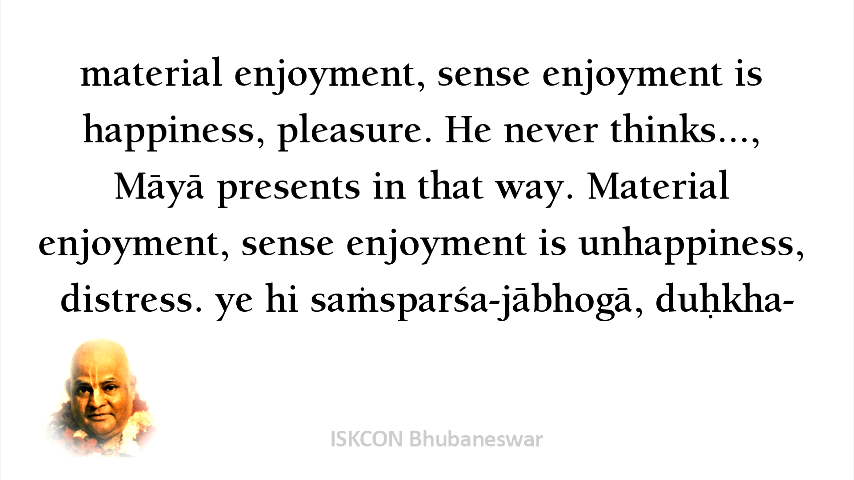 material enjoyment, sense enjoyment is
happiness, pleasure. He never thinks...,
Māyā presents in that way. Material
enjoyment, sense enjoyment is unhappiness,
distress. ye hi saṁsparśa-jābhogā, duḥkha-
ISKCON Bhubaneswar